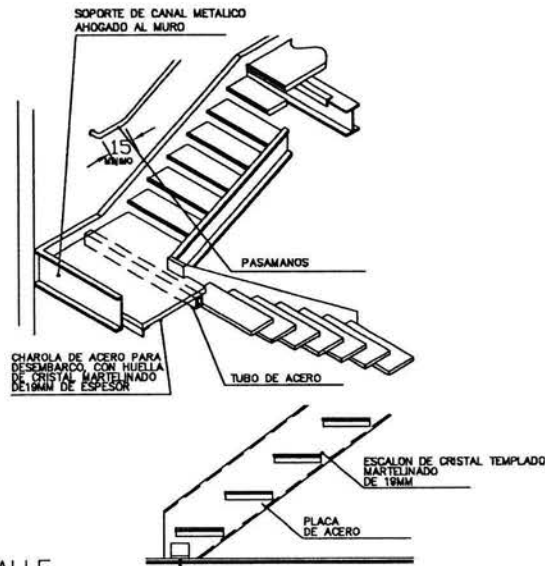 SOPORTE DE CANAL METALICO
AHOGADO AL MURO
15
MINIMO
PASAMANOS
CHAROLA DE ACERO PARA
DESEMBARCO, CON HUELLA
DE CRISTAL MARTELINADO
DE19MM DE ESPESOR
TUBO DE ACERO
ESCALON DE CRISTAL TEMPLADO
MARTELINADO
DE 19MM
PLACA
DE ACERO